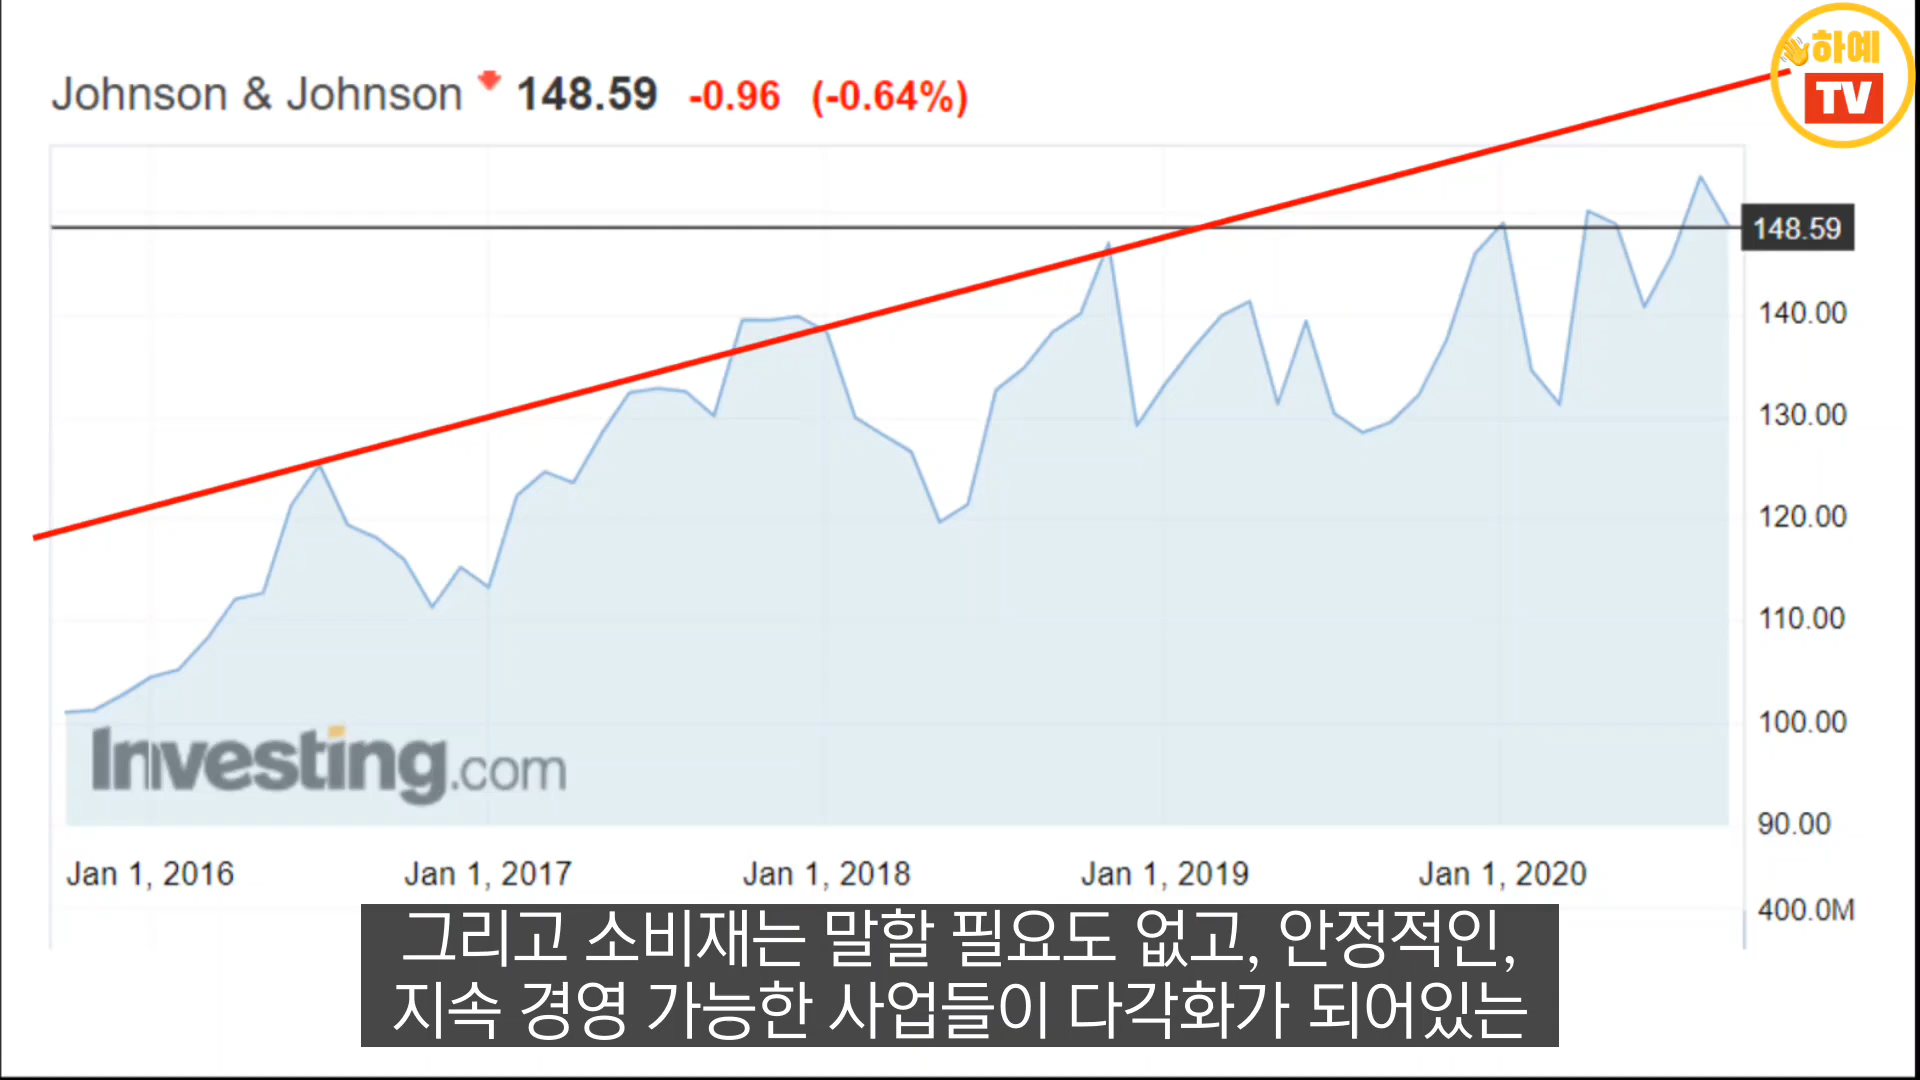 하예
TV
Johnson & Johnson 148.59 -0.96 (-0.64%)
148.59
140.00
130.00
120.00
110.00
100.00
90.00
Investing.com
Jan 1, 2016 Jan 1, 2017 Jan 1, 2018 Jan 1, 2019 Jan 1, 2020
400.0M
그리고 소비재는 말할 필요도 없고, 안정적인,
지속 경영 가능한 사업들이 다각화가 되어있는